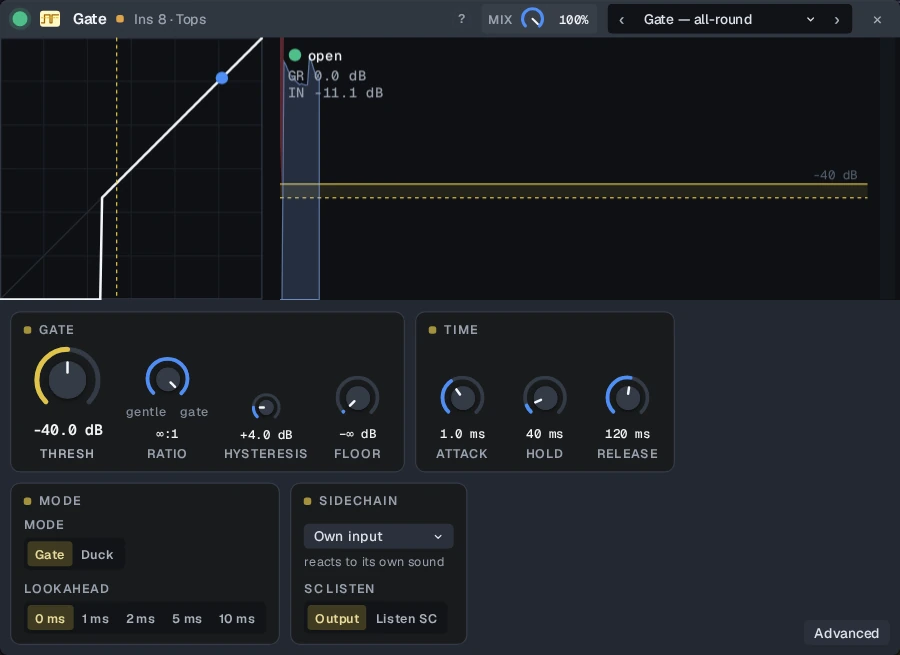 Gate Ins 8 · Tops ? MIX 100% ‹ Gate — all-round › ×
open
GR 0.0 dB
IN -11.1 dB
-40 dB
GATE
gentle gate
-40.0 dB ∞:1 +4.0 dB -∞ dB
THRESH RATIO HYSTERESIS FLOOR
TIME
1.0 ms 40 ms 120 ms
ATTACK HOLD RELEASE
MODE
MODE
Gate Duck
LOOKAHEAD
0 ms 1 ms 2 ms 5 ms 10 ms
SIDECHAIN
Own input
reacts to its own sound
SC LISTEN
Output Listen SC
Advanced